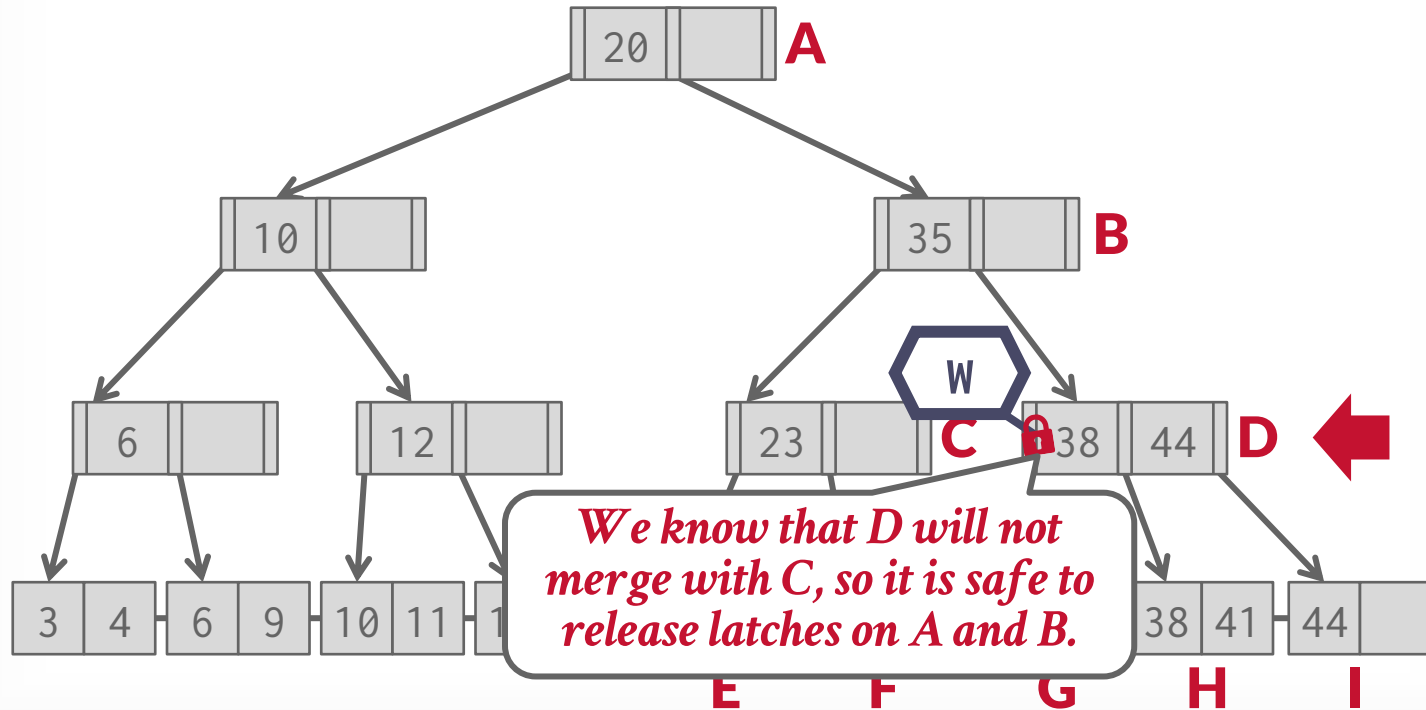 20 A
10 35 B
W
6 12 23 C 38 44 D
We know that D will not
merge with C, so it is safe to
release latches on A and B.
3 4 6 9 10 11 38 41 44
E F G H I